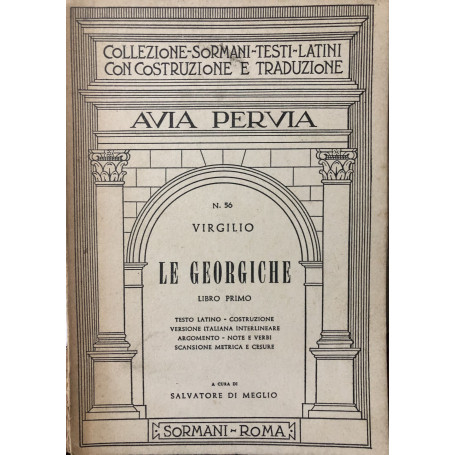 COLLEZIONE-SORMANI-TESTI-LATINI
CON COSTRUZIONE E TRADUZIONE
AVIA PERVIA
N. 56
VIRGILIO
LE GEORGICHE
LIBRO PRIMO
TESTO LATINO - COSTRUZIONE
VERSIONE ITALIANA INTERLINEARE
ARGOMENTO - NOTE E VERBI
SCANSIONE METRICA E CESURE
A CURA DI
SALVATORE DI MEGLIO
SORMANI-ROMA